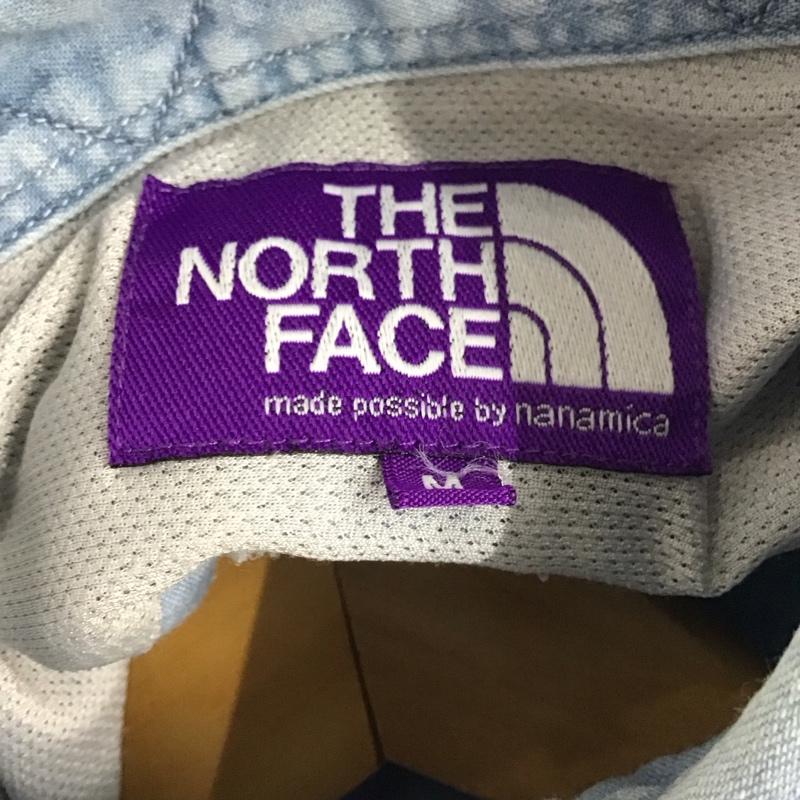 THE
NORTH
FACE
made possible by nanamica
M